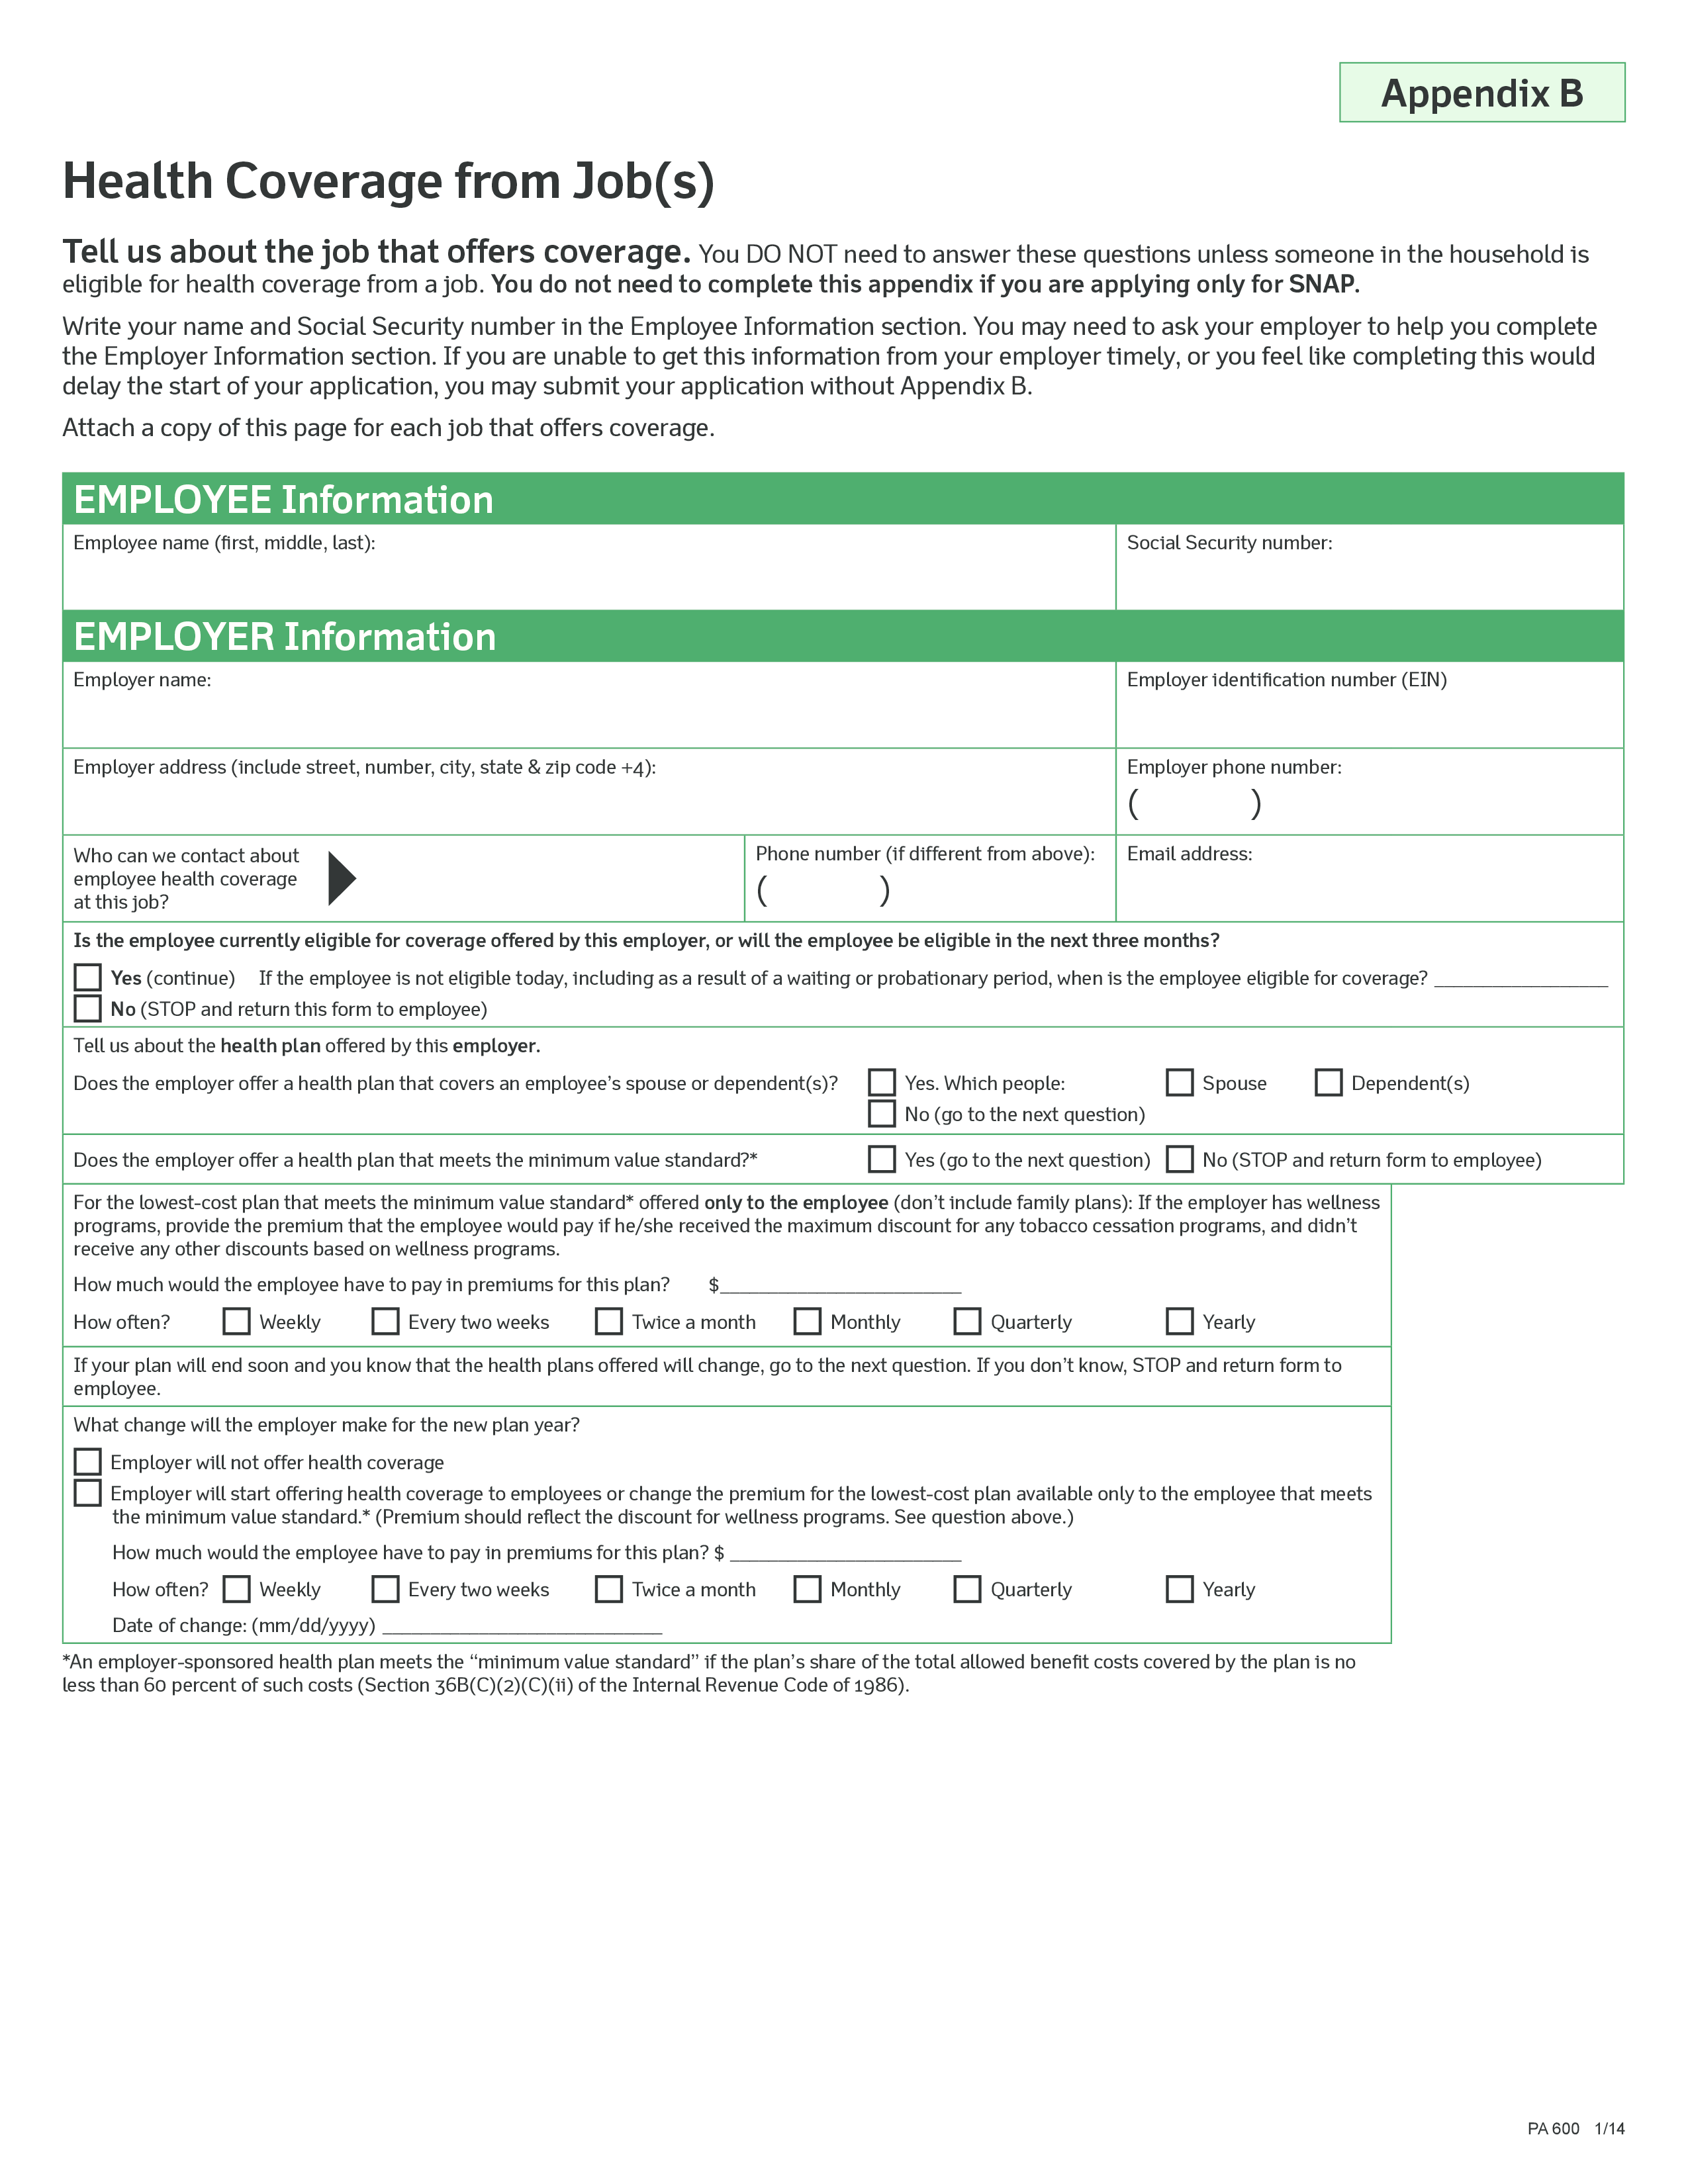 Appendix B
Health Coverage from Job(s)
Tell us about the job that offers coverage. You DO NOT need to answer these questions unless someone in the household is
eligible for health coverage from a job. You do not need to complete this appendix if you are applying only for SNAP.
Write your name and Social Security number in the Employee Information section. You may need to ask your employer to help you complete
the Employer Information section. If you are unable to get this information from your employer timely, or you feel like completing this would
delay the start of your application, you may submit your application without Appendix B.
Attach a copy of this page for each job that offers coverage.
EMPLOYEE Information
Employee name (first, middle, last):
Social Security number:
EMPLOYER Information
Employer name:
Employer identification number (EIN)
Employer address (include street, number, city, state & zip code +4):
Employer phone number:
( )
Who can we contact about
employee health coverage
at this job?
Phone number (if different from above):
( )
Email address:
Is the employee currently eligible for coverage offered by this employer, or will the employee be eligible in the next three months?
Yes (continue) If the employee is not eligible today, including as a result of a waiting or probationary period, when is the employee eligible for coverage? ________________
No (STOP and return this form to employee)
Tell us about the health plan offered by this employer.
Does the employer offer a health plan that covers an employee’s spouse or dependent(s)? Yes. Which people: Spouse Dependent(s)
No (go to the next question)
Does the employer offer a health plan that meets the minimum value standard?* Yes (go to the next question) No (STOP and return form to employee)
For the lowest-cost plan that meets the minimum value standard* offered only to the employee (don’t include family plans): If the employer has wellness
programs, provide the premium that the employee would pay if he/she received the maximum discount for any tobacco cessation programs, and didn’t
receive any other discounts based on wellness programs.
How much would the employee have to pay in premiums for this plan? $______________________
How often? Weekly Every two weeks Twice a month Monthly Quarterly Yearly
If your plan will end soon and you know that the health plans offered will change, go to the next question. If you don’t know, STOP and return form to
employee.
What change will the employer make for the new plan year?
Employer will not offer health coverage
Employer will start offering health coverage to employees or change the premium for the lowest-cost plan available only to the employee that meets
the minimum value standard.* (Premium should reflect the discount for wellness programs. See question above.)
How much would the employee have to pay in premiums for this plan? $ _____________________
How often? Weekly Every two weeks Twice a month Monthly Quarterly Yearly
Date of change: (mm/dd/yyyy) _________________________
*An employer-sponsored health plan meets the “minimum value standard” if the plan’s share of the total allowed benefit costs covered by the plan is no
less than 60 percent of such costs (Section 36B(C)(2)(C)(ii) of the Internal Revenue Code of 1986).
PA 600 1/14